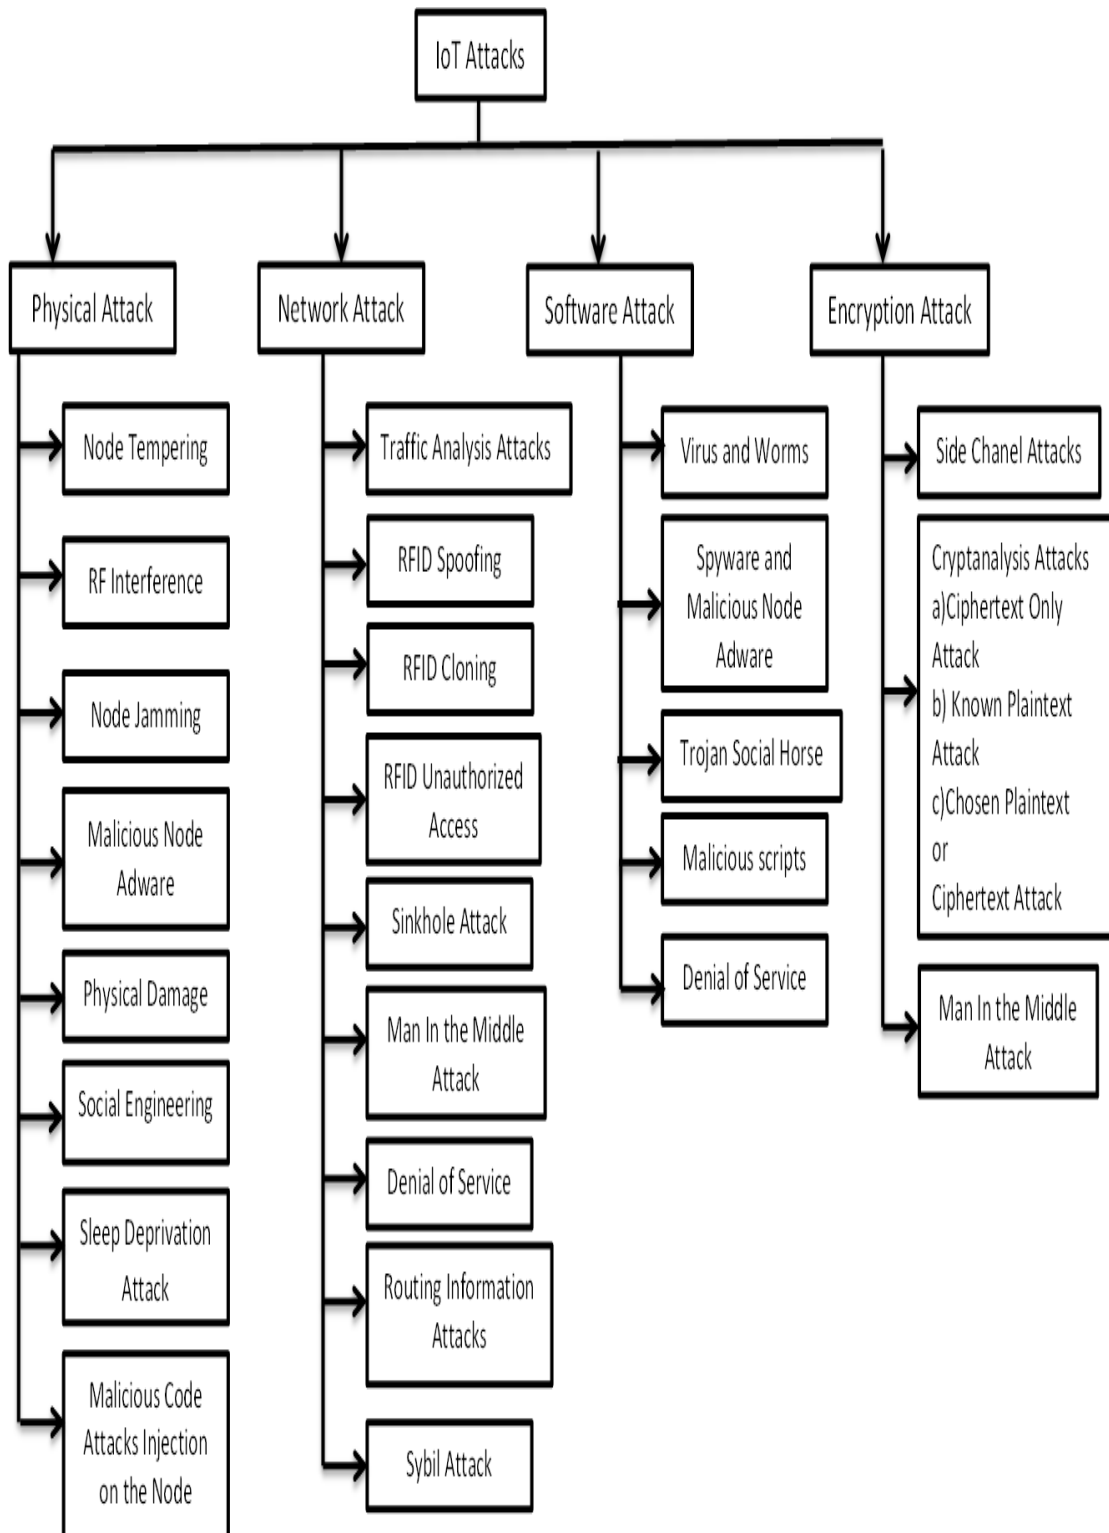 IoT Attacks
Physical Attack
Node Tempering
RF Interference
Node Jamming
Malicious Node
Adware
Physical Damage
Social Engineering
Sleep Deprivation
Attack
Malicious Code
Attacks Injection
on the Node
Network Attack
Traffic Analysis Attacks
RFID Spoofing
RFID Cloning
RFID Unauthorized
Access
Sinkhole Attack
Man In the Middle
Attack
Denial of Service
Routing Information
Attacks
Sybil Attack
Software Attack
Virus and Worms
Spyware and
Malicious Node
Adware
Trojan Social Horse
Malicious scripts
Denial of Service
Encryption Attack
Side Chanel Attacks
Cryptanalysis Attacks
a)Ciphertext Only
Attack
b) Known Plaintext
Attack
c)Chosen Plaintext
or
Ciphertext Attack
Man In the Middle
Attack